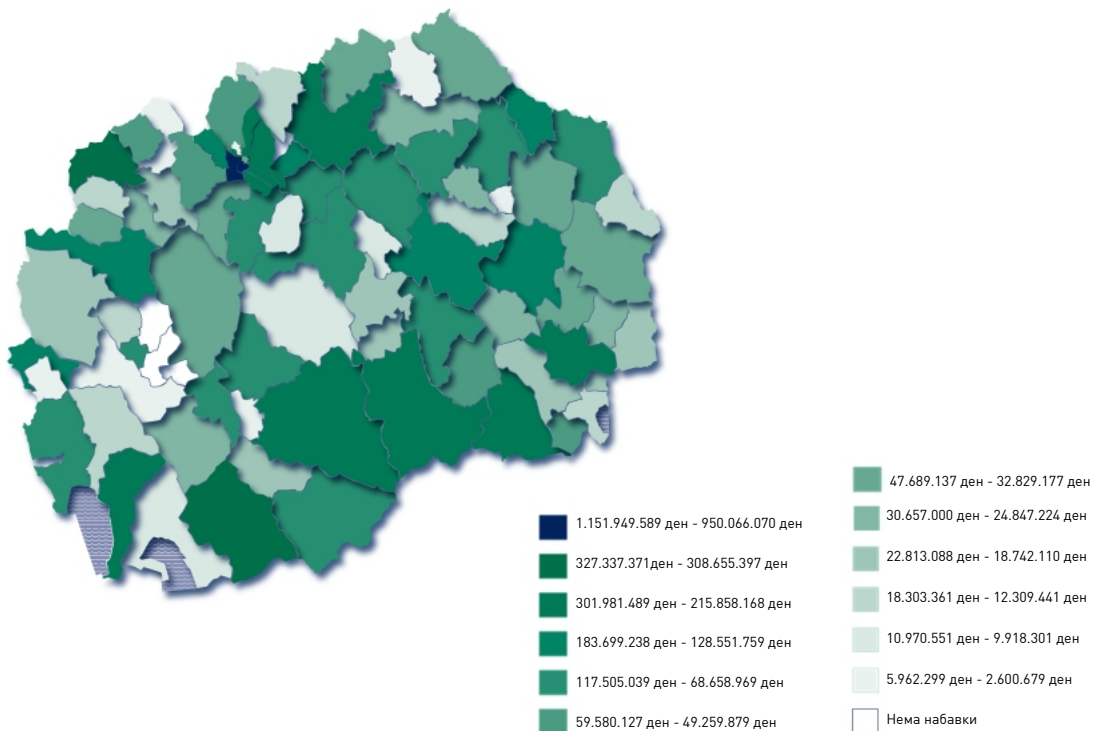 1.151.949.589 ден - 950.066.070 ден
327.337.371ден - 308.655.397 ден
301.981.489 ден - 215.858.168 ден
183.699.238 ден - 128.551.759 ден
117.505.039 ден - 68.658.969 ден
59.580.127 ден - 49.259.879 ден
47.689.137 ден - 32.829.177 ден
30.657.000 ден - 24.847.224 ден
22.813.088 ден - 18.742.110 ден
18.303.361 ден - 12.309.441 ден
10.970.551 ден - 9.918.301 ден
5.962.299 ден - 2.600.679 ден
Нема набавки